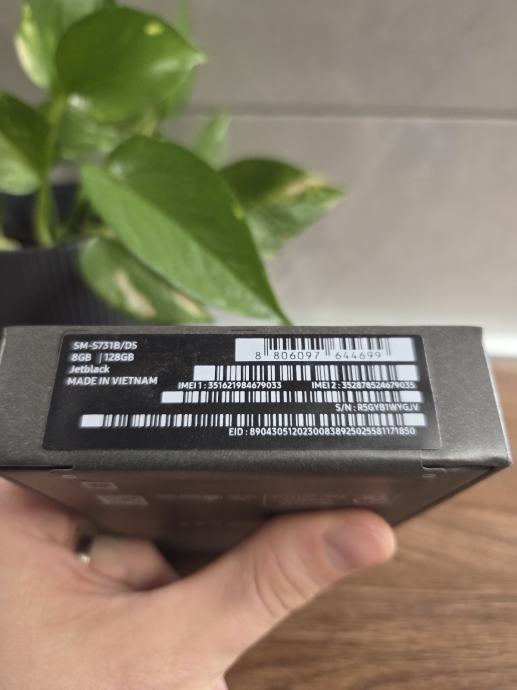 SM-S731B/DS
8GB | 128GB
Jetblack
MADE IN VIETNAM
8 806097 644699
IMEI 1 : 351621984679033 IMEI 2 : 352878524679035
S/N : R5GYB1WYGJV
EID : 89043051202300838925025581171850